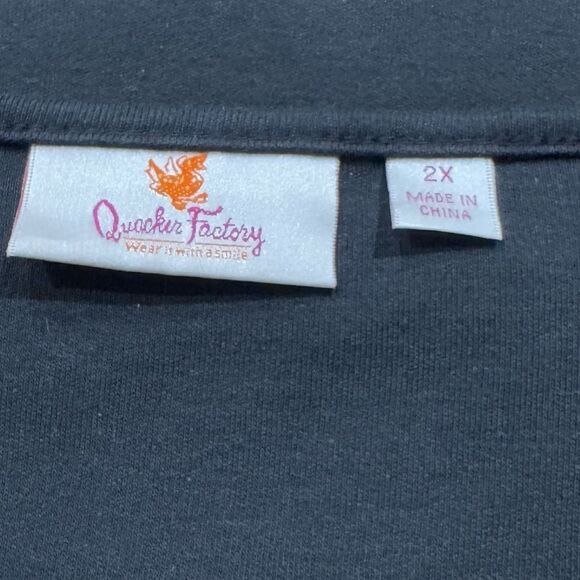 Quacker Factory
Wear it with a smile
2X
MADE IN
CHINA